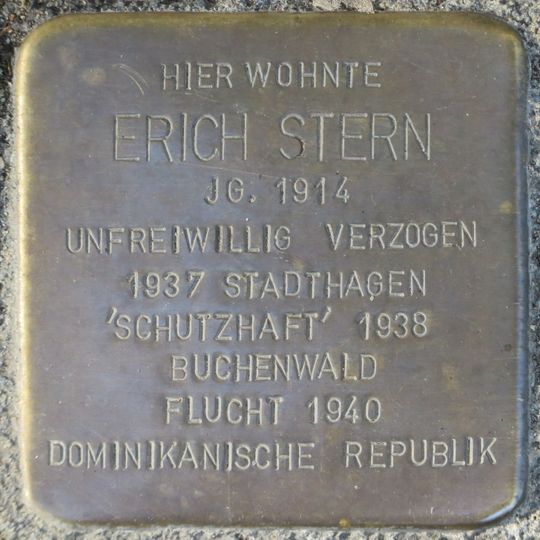 HIER WOHNTE
ERICH STERN
JG. 1914
UNFREIWILLIG VERZOGEN
1937 STADTHAGEN
'SCHUTZHAFT' 1938
BUCHENWALD
FLUCHT 1940
DOMINIKANISCHE REPUBLIK